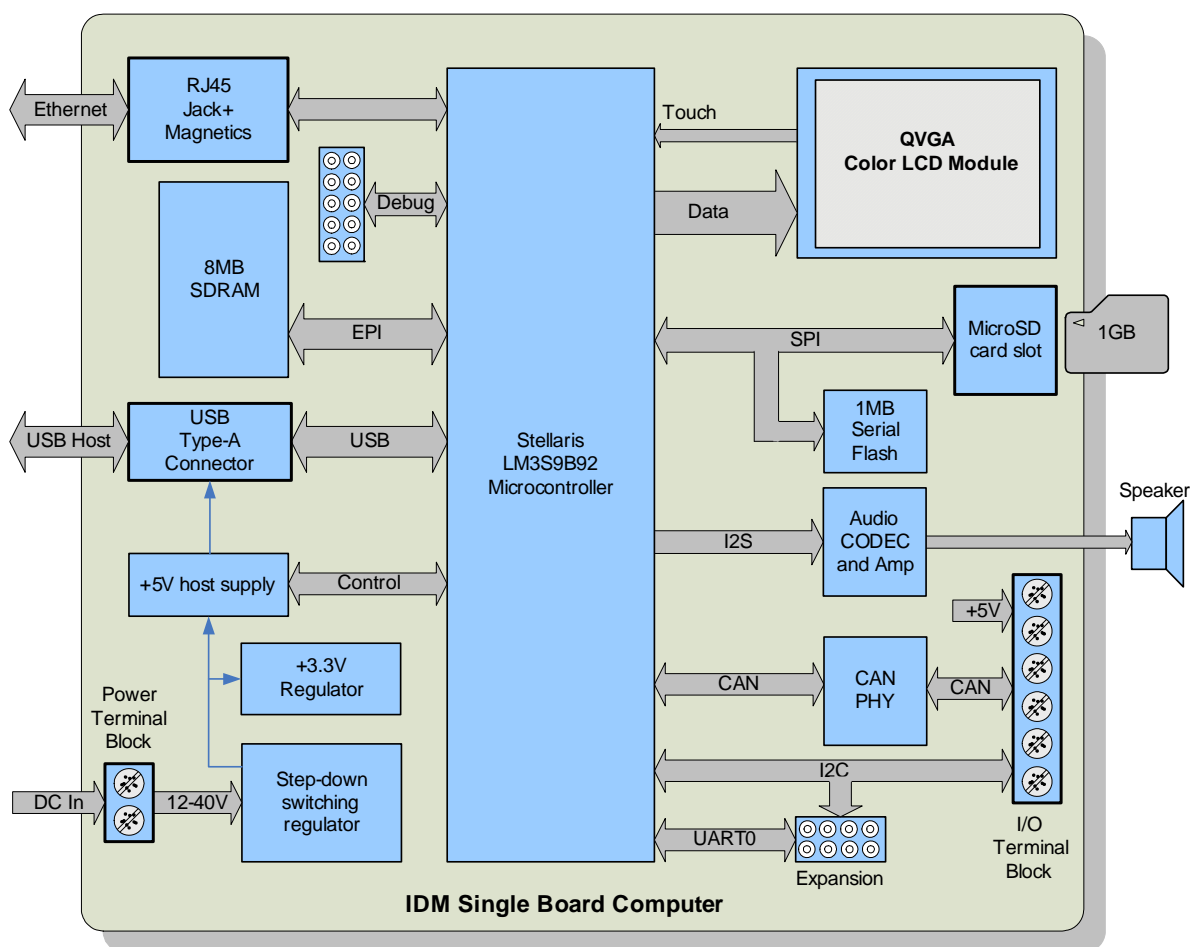 Ethernet
RJ45
Jack+
Magnetics
Touch
QVGA
Color LCD Module
Debug
Data
8MB
SDRAM
EPI
SPI
MicroSD
card slot
1GB
USB Host
USB
Type-A
Connector
USB
Stellaris
LM3S9B92
Microcontroller
1MB
Serial
Flash
Speaker
I2S
Audio
CODEC
and Amp
+5V host supply
Control
+5V
+3.3V
Regulator
CAN
CAN
PHY
CAN
Power
Terminal
Block
I2C
DC In
12-40V
Step-down
switching
regulator
UART0
I/O
Terminal
Block
Expansion
IDM Single Board Computer